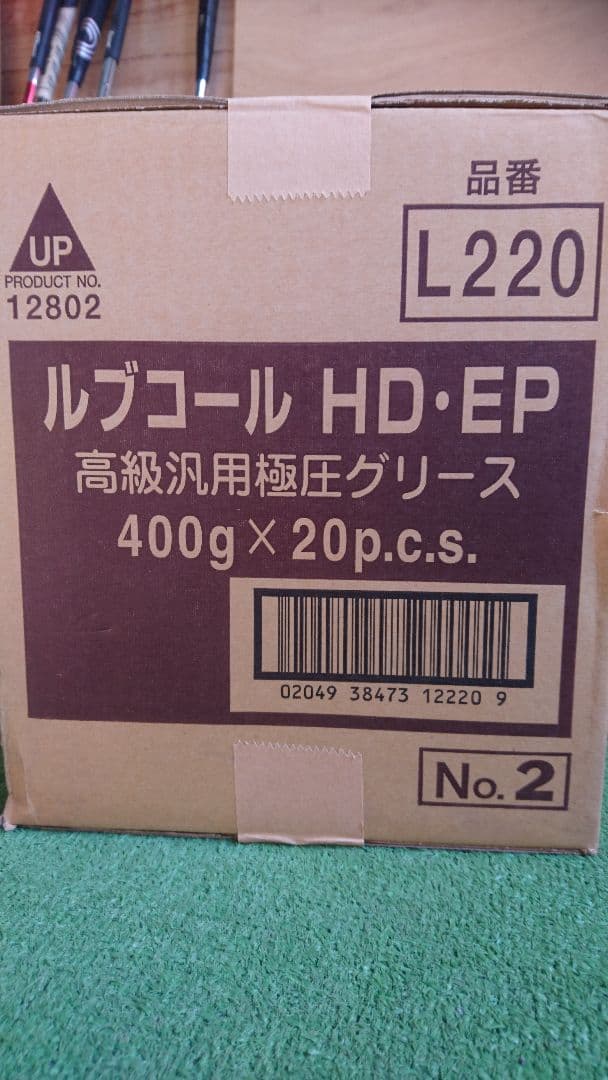 品番
L220
UP
PRODUCT NO.
12802
ルブコール HD・EP
高級汎用極圧グリース
400g×20p.c.s.
02049 38473 12220 9
No.2